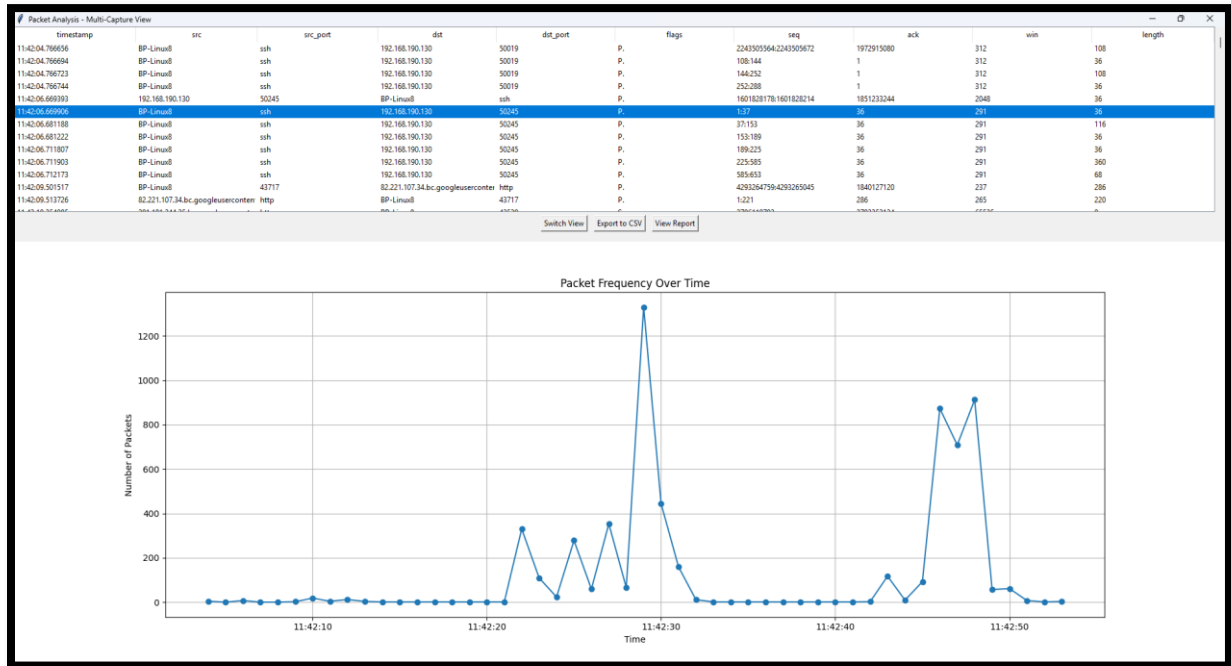 Packet Analysis - Multi-Capture View
timestamp src src_port dst dst_port flags seq ack win length
11:42:04.766656 BP-Linux8 ssh 192.168.190.130 50019 P. 2243505564:2243505672 1972915080 312 108
11:42:04.766694 BP-Linux8 ssh 192.168.190.130 50019 P. 108:144 1 312 36
11:42:04.766723 BP-Linux8 ssh 192.168.190.130 50019 P. 144:252 1 312 108
11:42:04.766744 BP-Linux8 ssh 192.168.190.130 50019 P. 252:288 1 312 36
11:42:06.669393 192.168.190.130 50245 BP-Linux8 ssh P. 1601828178:1601828214 1851233244 2048 36
11:42:06.669906 BP-Linux8 ssh 192.168.190.130 50245 P. 1:37 36 291 36
11:42:06.681188 BP-Linux8 ssh 192.168.190.130 50245 P. 37:153 36 291 116
11:42:06.681222 BP-Linux8 ssh 192.168.190.130 50245 P. 153:189 36 291 36
11:42:06.711807 BP-Linux8 ssh 192.168.190.130 50245 P. 189:225 36 291 36
11:42:06.711903 BP-Linux8 ssh 192.168.190.130 50245 P. 225:585 36 291 360
11:42:06.712173 BP-Linux8 ssh 192.168.190.130 50245 P. 585:653 36 291 68
11:42:09.501517 BP-Linux8 43717 82.221.107.34.bc.googleuserconter http P. 4293264759:4293265045 1840127120 237 286
11:42:09.513726 82.221.107.34.bc.googleuserconten http BP-Linux8 43717 P. 1:221 286 265 220
Switch View Export to CSV View Report
Packet Frequency Over Time
1200
1000
800
600
400
200
0
Number of Packets
11:42:10 11:42:20 11:42:30 11:42:40 11:42:50
Time